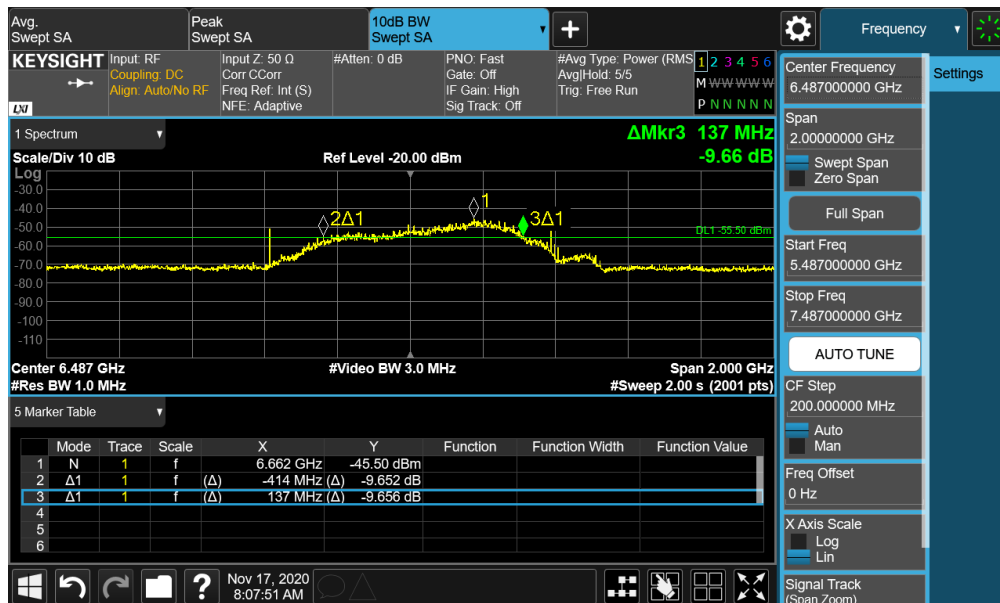 Avg.
Swept SA
Peak
Swept SA
10dB BW
Swept SA
Frequency
KEYSIGHT
LXI
Input: RF
Coupling: DC
Align: Auto/No RF
Input Z: 50 Ω
Corr CCorr
Freq Ref: Int (S)
NFE: Adaptive
#Atten: 0 dB
PNO: Fast
Gate: Off
IF Gain: High
Sig Track: Off
#Avg Type: Power (RMS
Avg|Hold: 5/5
Trig: Free Run
1 2 3 4 5 6
M W W W W W
P N N N N N
1 Spectrum
Scale/Div 10 dB
Log
Ref Level -20.00 dBm
ΔMkr3 137 MHz
-9.66 dB
-30.0
-40.0
-50.0
-60.0
-70.0
-80.0
-90.0
-100
-110
2Δ1
1
3Δ1
DL1 -55.50 dBm
Center 6.487 GHz
#Video BW 3.0 MHz
Span 2.000 GHz
#Res BW 1.0 MHz
#Sweep 2.00 s (2001 pts)
5 Marker Table
Mode Trace Scale X Y Function Function Width Function Value
1 N 1 f 6.662 GHz -45.50 dBm
2 Δ1 1 f (Δ) -414 MHz (Δ) -9.652 dB
3 Δ1 1 f (Δ) 137 MHz (Δ) -9.656 dB
4
5
6
?
Nov 17, 2020
8:07:51 AM
Center Frequency
6.487000000 GHz
Span
2.00000000 GHz
Swept Span
Zero Span
Full Span
Start Freq
5.487000000 GHz
Stop Freq
7.487000000 GHz
AUTO TUNE
CF Step
200.000000 MHz
Auto
Man
Freq Offset
0 Hz
X Axis Scale
Log
Lin
Signal Track
(Span Zoom)
Settings